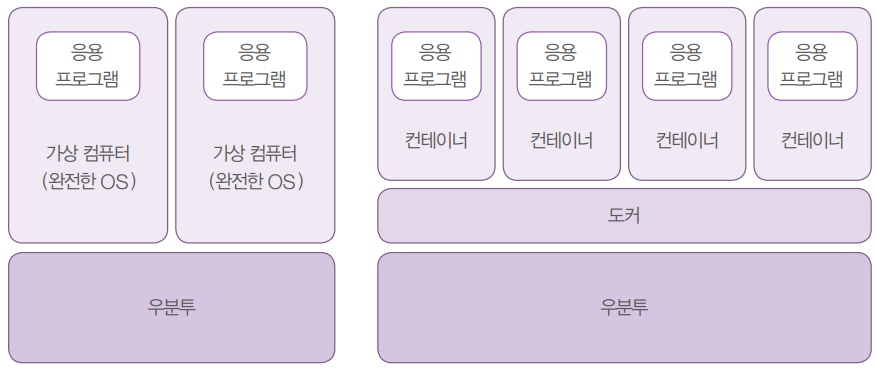 응용
프로그램
가상 컴퓨터
(완전한 OS)
응용
프로그램
가상 컴퓨터
(완전한 OS)
우분투
응용
프로그램
컨테이너
응용
프로그램
컨테이너
응용
프로그램
컨테이너
응용
프로그램
컨테이너
도커
우분투